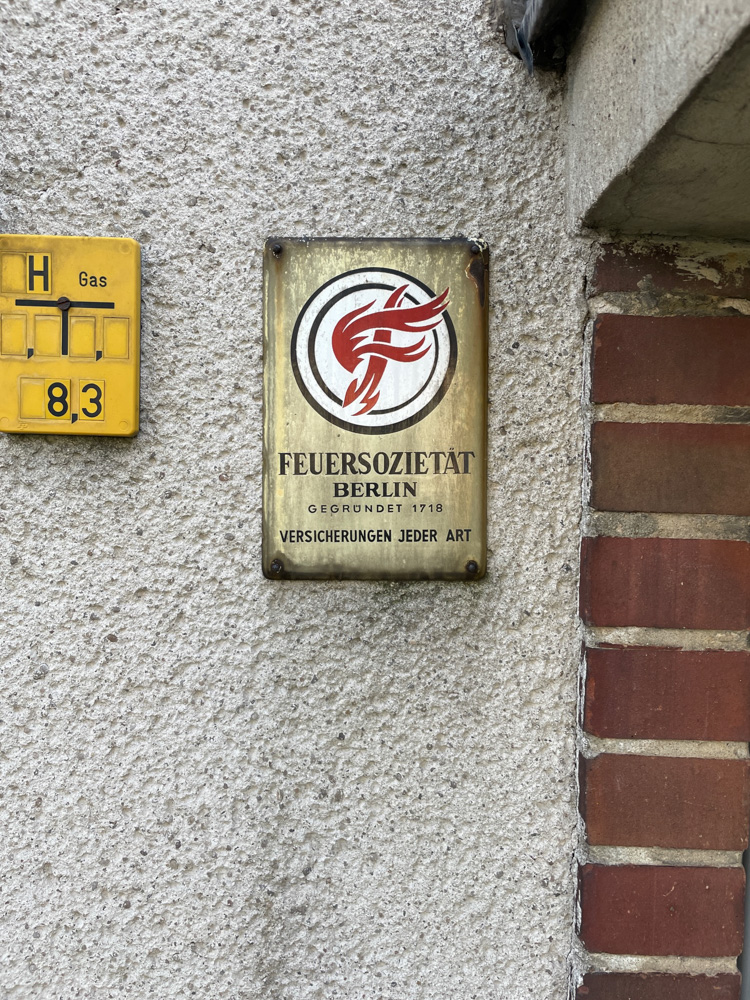 H Gas
8,3
FEUERSOZIETÄT
BERLIN
GEGRÜNDET 1718
VERSICHERUNGEN JEDER ART